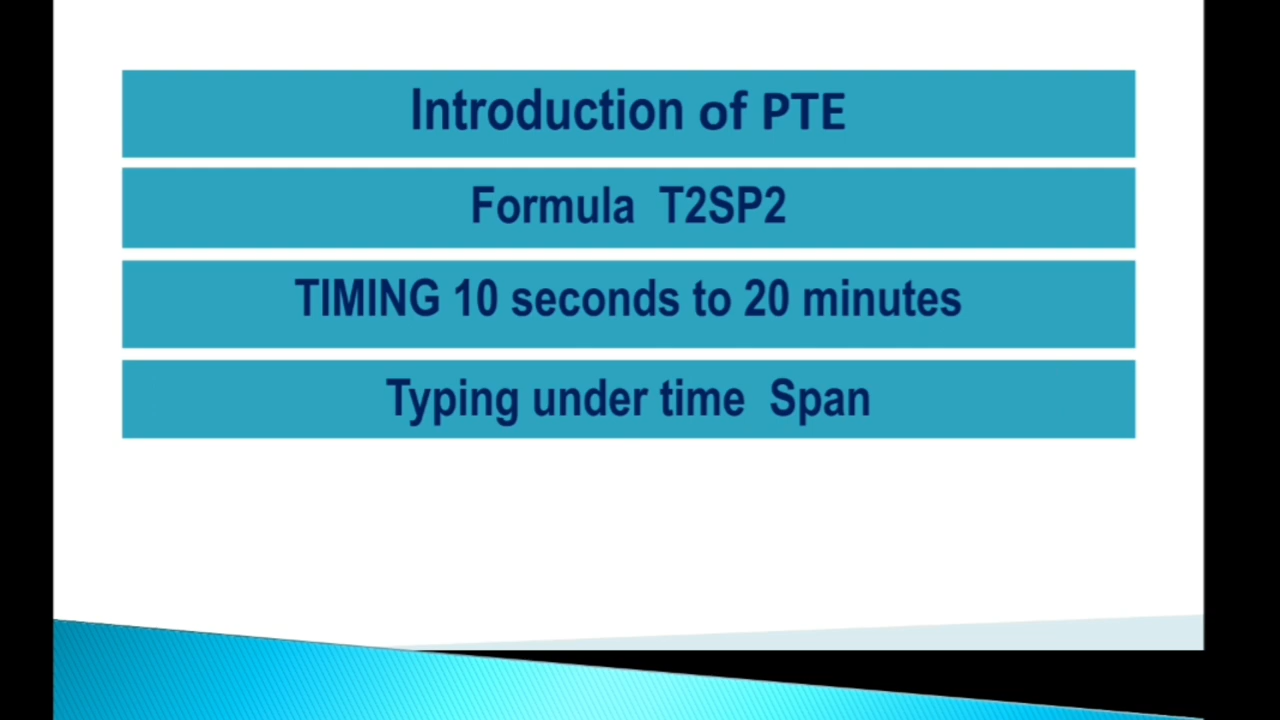 Introduction of PTE
Formula T2SP2
TIMING 10 seconds to 20 minutes
Typing under time Span